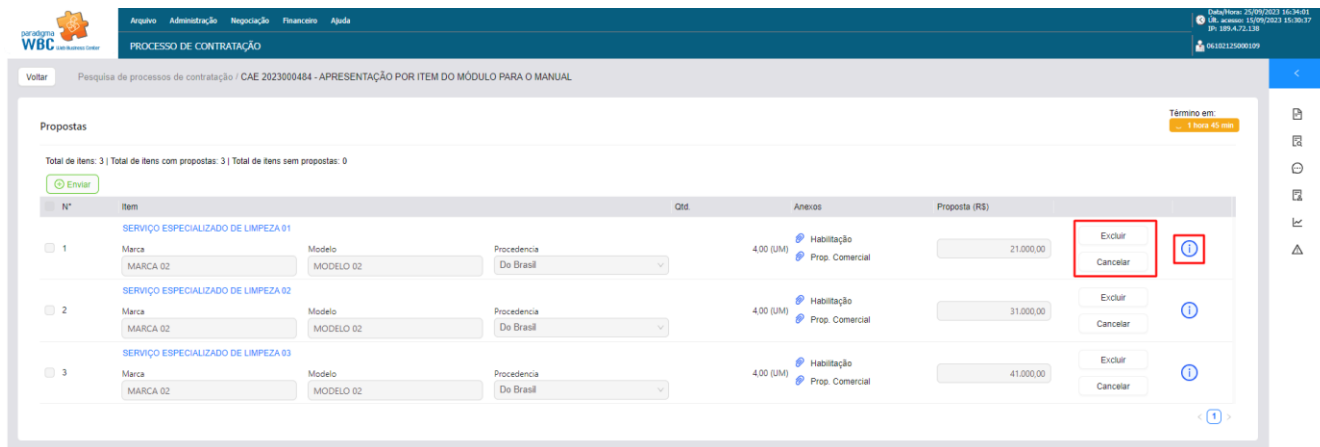 paradigma
WBC Web Business Center
Arquivo Administração Negociação Financeiro Ajuda
Data/Hora: 25/09/2023 16:34:01
Últ. acesso: 15/09/2023 15:30:37
IP: 189.4.72.138
PROCESSO DE CONTRATAÇÃO
06102125000109
Voltar Pesquisa de processos de contratação / CAE 2023000484 - APRESENTAÇÃO POR ITEM DO MÓDULO PARA O MANUAL
Propostas
Término em:
1 hora 45 min
Total de itens: 3 | Total de itens com propostas: 3 | Total de itens sem propostas: 0
Enviar
N° Item Qtd. Anexos Proposta (R$)
SERVIÇO ESPECIALIZADO DE LIMPEZA 01
1 Marca Modelo Procedencia 4,00 (UM) Habilitação 21.000,00 Excluir
MARCA 02 MODELO 02 Do Brasil Prop. Comercial Cancelar
SERVIÇO ESPECIALIZADO DE LIMPEZA 02
2 Marca Modelo Procedencia 4,00 (UM) Habilitação 31.000,00 Excluir
MARCA 02 MODELO 02 Do Brasil Prop. Comercial Cancelar
SERVIÇO ESPECIALIZADO DE LIMPEZA 03
3 Marca Modelo Procedencia 4,00 (UM) Habilitação 41.000,00 Excluir
MARCA 02 MODELO 02 Do Brasil Prop. Comercial Cancelar
< 1 >